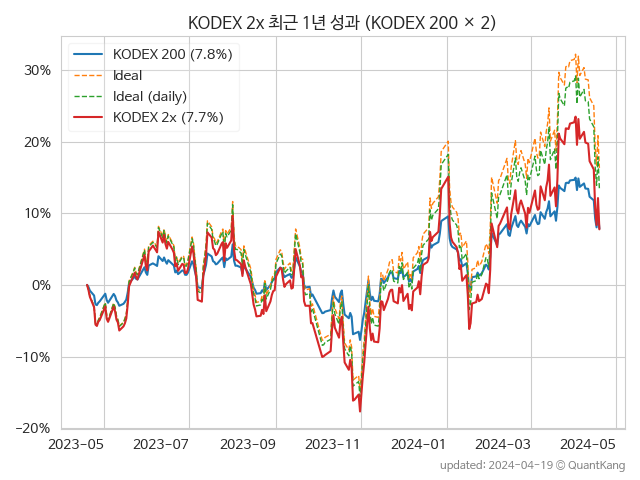 KODEX 2x 최근 1년 성과 (KODEX 200 × 2)
KODEX 200 (7.8%)
Ideal
Ideal (daily)
KODEX 2x (7.7%)
30%
20%
10%
0%
−10%
−20%
2023-05 2023-07 2023-09 2023-11 2024-01 2024-03 2024-05
updated: 2024-04-19 © QuantKang